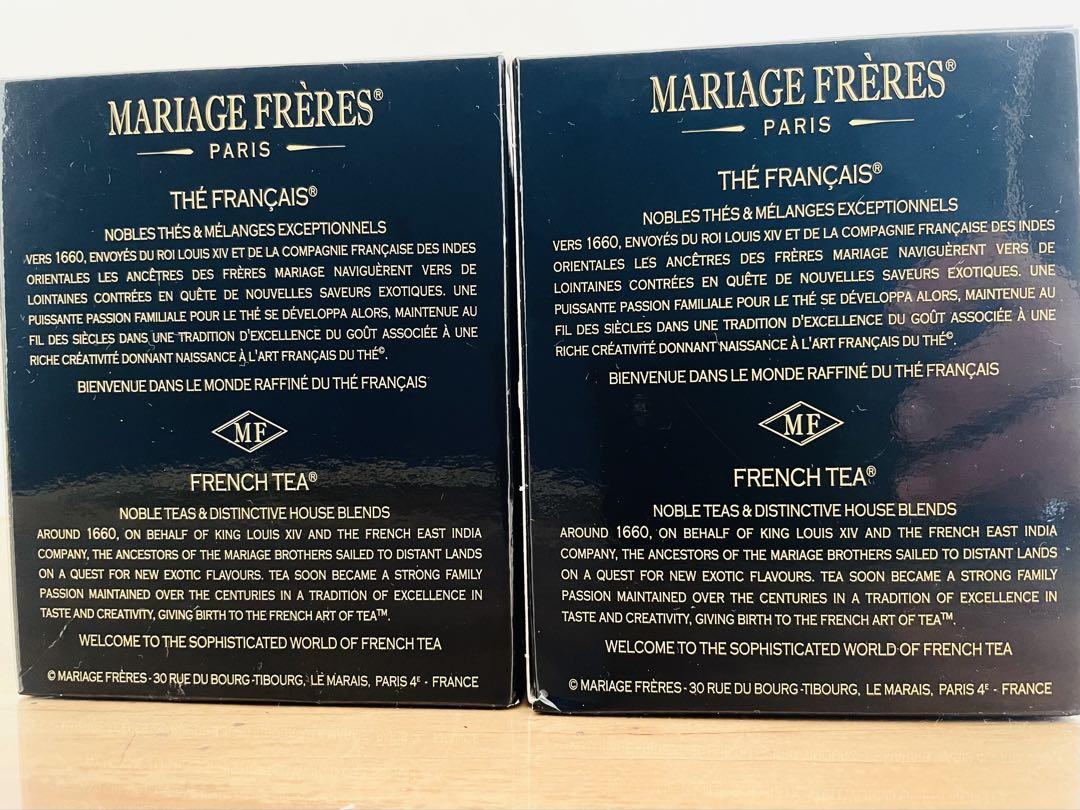 MARIAGE FRÈRES®
PARIS
THÉ FRANÇAIS®
NOBLES THÉS & MÉLANGES EXCEPTIONNELS
VERS 1660, ENVOYÉS DU ROI LOUIS XIV ET DE LA COMPAGNIE FRANÇAISE DES INDES
ORIENTALES LES ANCÊTRES DES FRÈRES MARIAGE NAVIGUÈRENT VERS DE
LOINTAINES CONTRÉES EN QUÊTE DE NOUVELLES SAVEURS EXOTIQUES. UNE
PUISSANTE PASSION FAMILIALE POUR LE THÉ SE DÉVELOPPA ALORS, MAINTENUE AU
FIL DES SIÈCLES DANS UNE TRADITION D'EXCELLENCE DU GOÛT ASSOCIÉE À UNE
RICHE CRÉATIVITÉ DONNANT NAISSANCE À L'ART FRANÇAIS DU THÉ©.
BIENVENUE DANS LE MONDE RAFFINÉ DU THÉ FRANÇAIS
MF
FRENCH TEA®
NOBLE TEAS & DISTINCTIVE HOUSE BLENDS
AROUND 1660, ON BEHALF OF KING LOUIS XIV AND THE FRENCH EAST INDIA
COMPANY, THE ANCESTORS OF THE MARIAGE BROTHERS SAILED TO DISTANT LANDS
ON A QUEST FOR NEW EXOTIC FLAVOURS. TEA SOON BECAME A STRONG FAMILY
PASSION MAINTAINED OVER THE CENTURIES IN A TRADITION OF EXCELLENCE IN
TASTE AND CREATIVITY, GIVING BIRTH TO THE FRENCH ART OF TEA™.
WELCOME TO THE SOPHISTICATED WORLD OF FRENCH TEA
© MARIAGE FRÈRES - 30 RUE DU BOURG-TIBOURG, LE MARAIS, PARIS 4E - FRANCE
MARIAGE FRÈRES®
PARIS
THÉ FRANÇAIS®
NOBLES THÉS & MÉLANGES EXCEPTIONNELS
VERS 1660, ENVOYÉS DU ROI LOUIS XIV ET DE LA COMPAGNIE FRANÇAISE DES INDES
ORIENTALES LES ANCÊTRES DES FRÈRES MARIAGE NAVIGUÈRENT VERS DE
LOINTAINES CONTRÉES EN QUÊTE DE NOUVELLES SAVEURS EXOTIQUES. UNE
PUISSANTE PASSION FAMILIALE POUR LE THÉ SE DÉVELOPPA ALORS, MAINTENUE AU
FIL DES SIÈCLES DANS UNE TRADITION D'EXCELLENCE DU GOÛT ASSOCIÉE À UNE
RICHE CRÉATIVITÉ DONNANT NAISSANCE À L'ART FRANÇAIS DU THÉ©.
BIENVENUE DANS LE MONDE RAFFINÉ DU THÉ FRANÇAIS
MF
FRENCH TEA®
NOBLE TEAS & DISTINCTIVE HOUSE BLENDS
AROUND 1660, ON BEHALF OF KING LOUIS XIV AND THE FRENCH EAST INDIA
COMPANY, THE ANCESTORS OF THE MARIAGE BROTHERS SAILED TO DISTANT LANDS
ON A QUEST FOR NEW EXOTIC FLAVOURS. TEA SOON BECAME A STRONG FAMILY
PASSION MAINTAINED OVER THE CENTURIES IN A TRADITION OF EXCELLENCE IN
TASTE AND CREATIVITY, GIVING BIRTH TO THE FRENCH ART OF TEA™.
WELCOME TO THE SOPHISTICATED WORLD OF FRENCH TEA
© MARIAGE FRÈRES - 30 RUE DU BOURG-TIBOURG, LE MARAIS, PARIS 4E - FRANCE